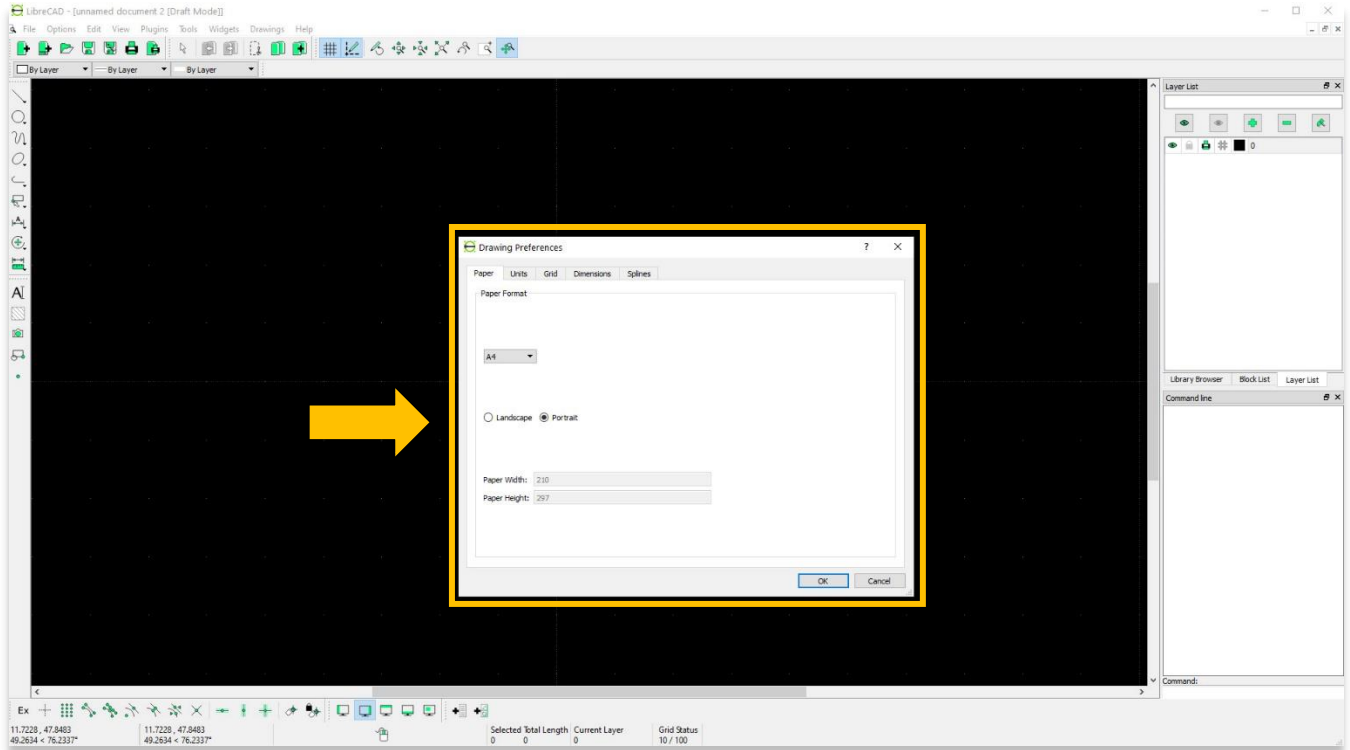 LibreCAD - [unnamed document 2 [Draft Mode]]
File Options Edit View Plugins Tools Widgets Drawings Help
By Layer By Layer By Layer
Layer List
0
Drawing Preferences ?
Paper Units Grid Dimensions Splines
Paper Format
A4
Landscape Portrait
Paper Width: 210
Paper Height: 297
OK Cancel
Library Browser Block List Layer List
Command line
Command:
A
Ex
11.7228 , 47.8483 11.7228 , 47.8483 Selected Total Length Current Layer Grid Status
49.2634 < 76.2337° 49.2634 < 76.2337° 0 0 0 10 / 100